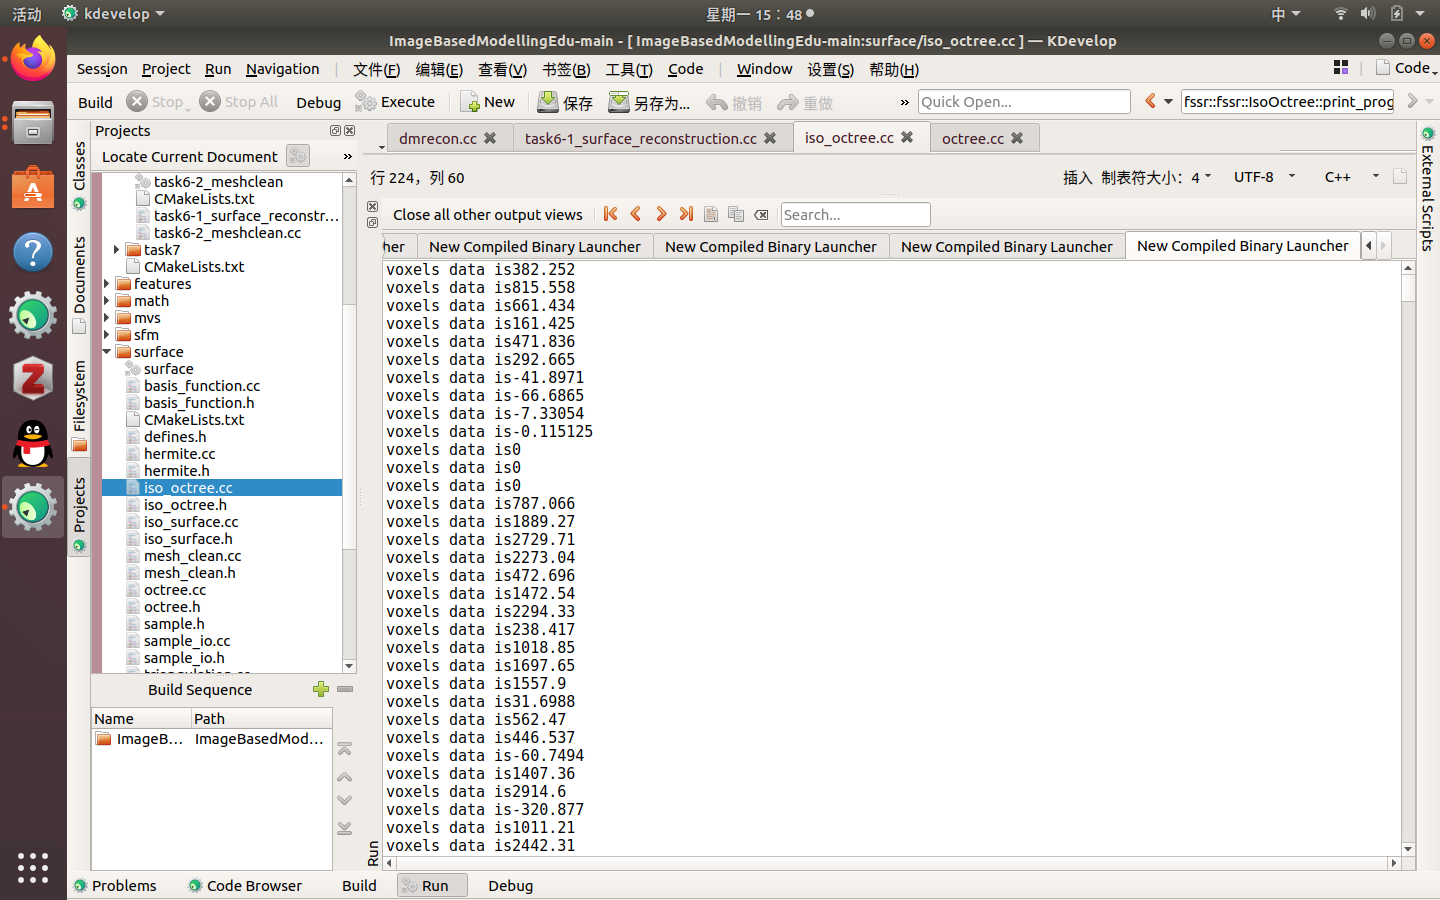 活动
kdevelop
星期一 15：48
中
ImageBasedModellingEdu-main - [ ImageBasedModellingEdu-main:surface/iso_octree.cc ] — KDevelop
Session Project Run Navigation 文件(F) 编辑(E) 查看(V) 书签(B) 工具(T) Code Window 设置(S) 帮助(H) Code
Build Stop Stop All Debug Execute New 保存 另存为... 撤销 重做 » Quick Open... fssr::fssr::IsoOctree::print_prog
Projects
Locate Current Document »
Classes
Documents
Filesystem
Projects
task6-2_meshclean
CMakeLists.txt
task6-1_surface_reconstr...
task6-2_meshclean.cc
task7
CMakeLists.txt
features
math
mvs
sfm
surface
surface
basis_function.cc
basis_function.h
CMakeLists.txt
defines.h
hermite.cc
hermite.h
iso_octree.cc
iso_octree.h
iso_surface.cc
iso_surface.h
mesh_clean.cc
mesh_clean.h
octree.cc
octree.h
sample.h
sample_io.cc
sample_io.h
Build Sequence
Name Path
ImageB... ImageBasedMod...
dmrecon.cc task6-1_surface_reconstruction.cc iso_octree.cc octree.cc
行 224，列 60
插入 制表符大小：4 UTF-8 C++
Close all other output views Search...
her New Compiled Binary Launcher New Compiled Binary Launcher New Compiled Binary Launcher New Compiled Binary Launcher
voxels data is382.252
voxels data is815.558
voxels data is661.434
voxels data is161.425
voxels data is471.836
voxels data is292.665
voxels data is-41.8971
voxels data is-66.6865
voxels data is-7.33054
voxels data is-0.115125
voxels data is0
voxels data is0
voxels data is0
voxels data is787.066
voxels data is1889.27
voxels data is2729.71
voxels data is2273.04
voxels data is472.696
voxels data is1472.54
voxels data is2294.33
voxels data is238.417
voxels data is1018.85
voxels data is1697.65
voxels data is1557.9
voxels data is31.6988
voxels data is562.47
voxels data is446.537
voxels data is-60.7494
voxels data is1407.36
voxels data is2914.6
voxels data is-320.877
voxels data is1011.21
voxels data is2442.31
Run
External Scripts
Problems Code Browser Build Run Debug